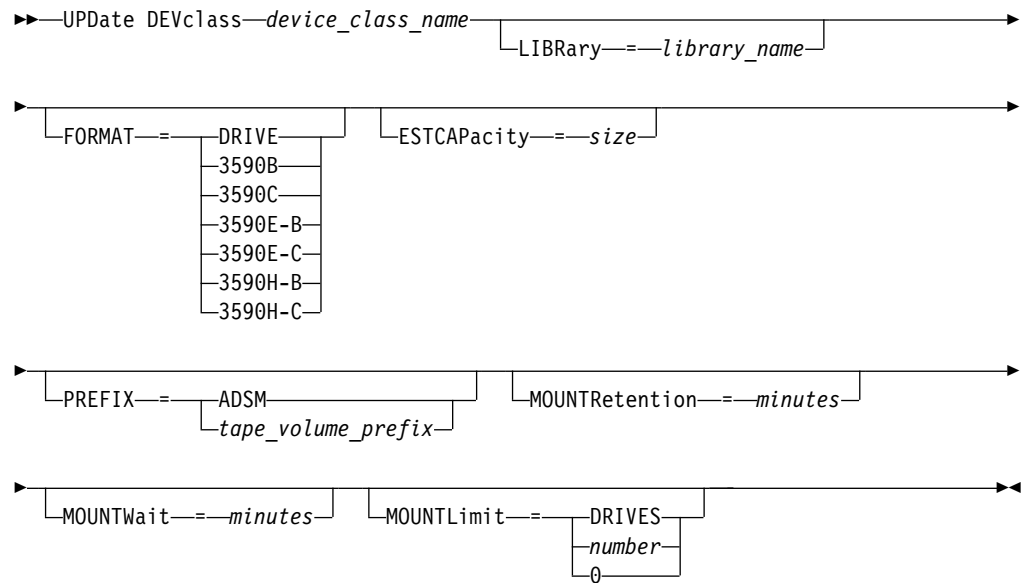 UPDate DEVclass device_class_name
LIBRary = library_name
FORMAT = DRIVE
3590B
3590C
3590E-B
3590E-C
3590H-B
3590H-C
ESTCAPacity = size
PREFIX = ADSM
tape_volume_prefix
MOUNTRetention = minutes
MOUNTWait = minutes
MOUNTLimit = DRIVES
number
0